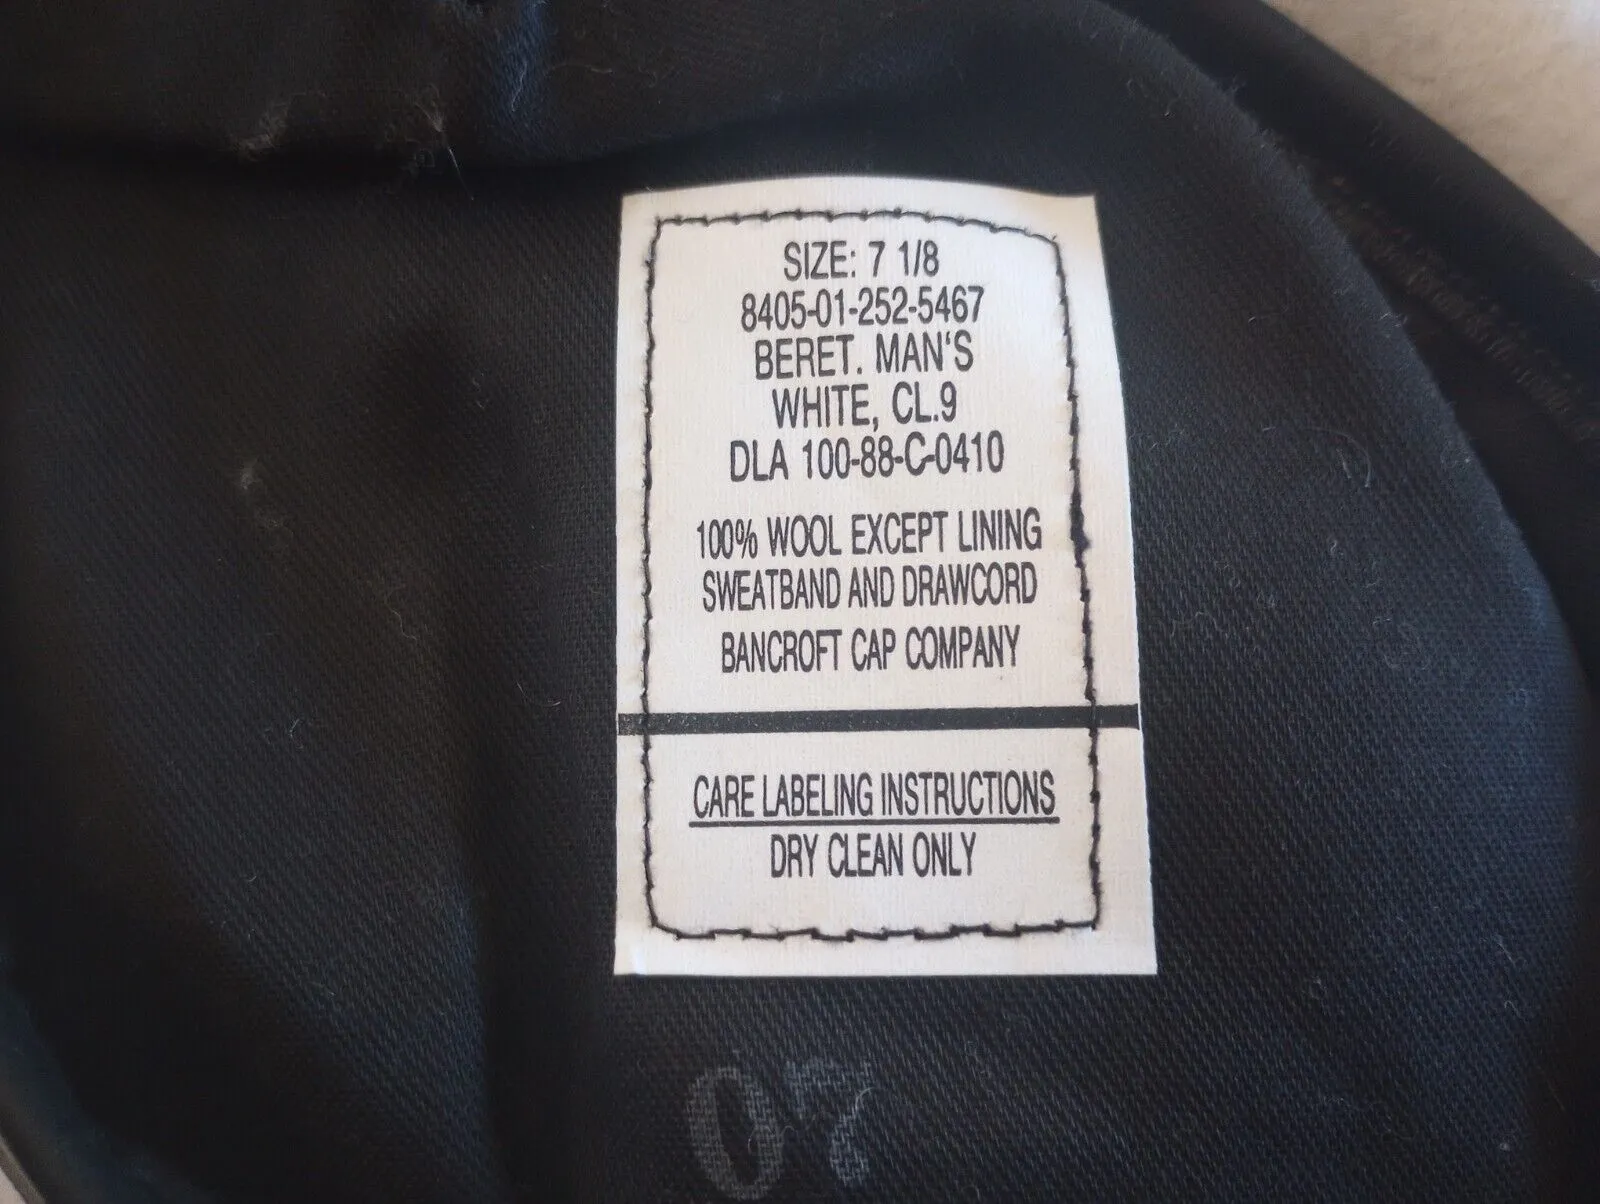 SIZE: 7 1/8
8405-01-252-5467
BERET. MAN'S
WHITE, CL.9
DLA 100-88-C-0410
100% WOOL EXCEPT LINING
SWEATBAND AND DRAWCORD
BANCROFT CAP COMPANY
CARE LABELING INSTRUCTIONS
DRY CLEAN ONLY
07